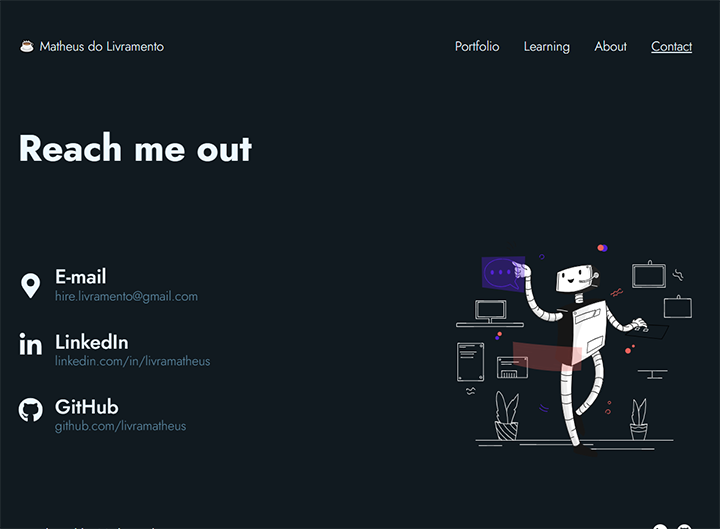 Matheus do Livramento
Portfolio Learning About Contact
Reach me out
E-mail
hire.livramento@gmail.com
LinkedIn
linkedin.com/in/livramatheus
GitHub
github.com/livramatheus